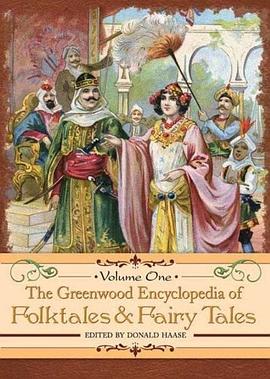 Volume One
The Greenwood Encyclopedia of
Folktales & Fairy Tales
EDITED BY DONALD HAASE